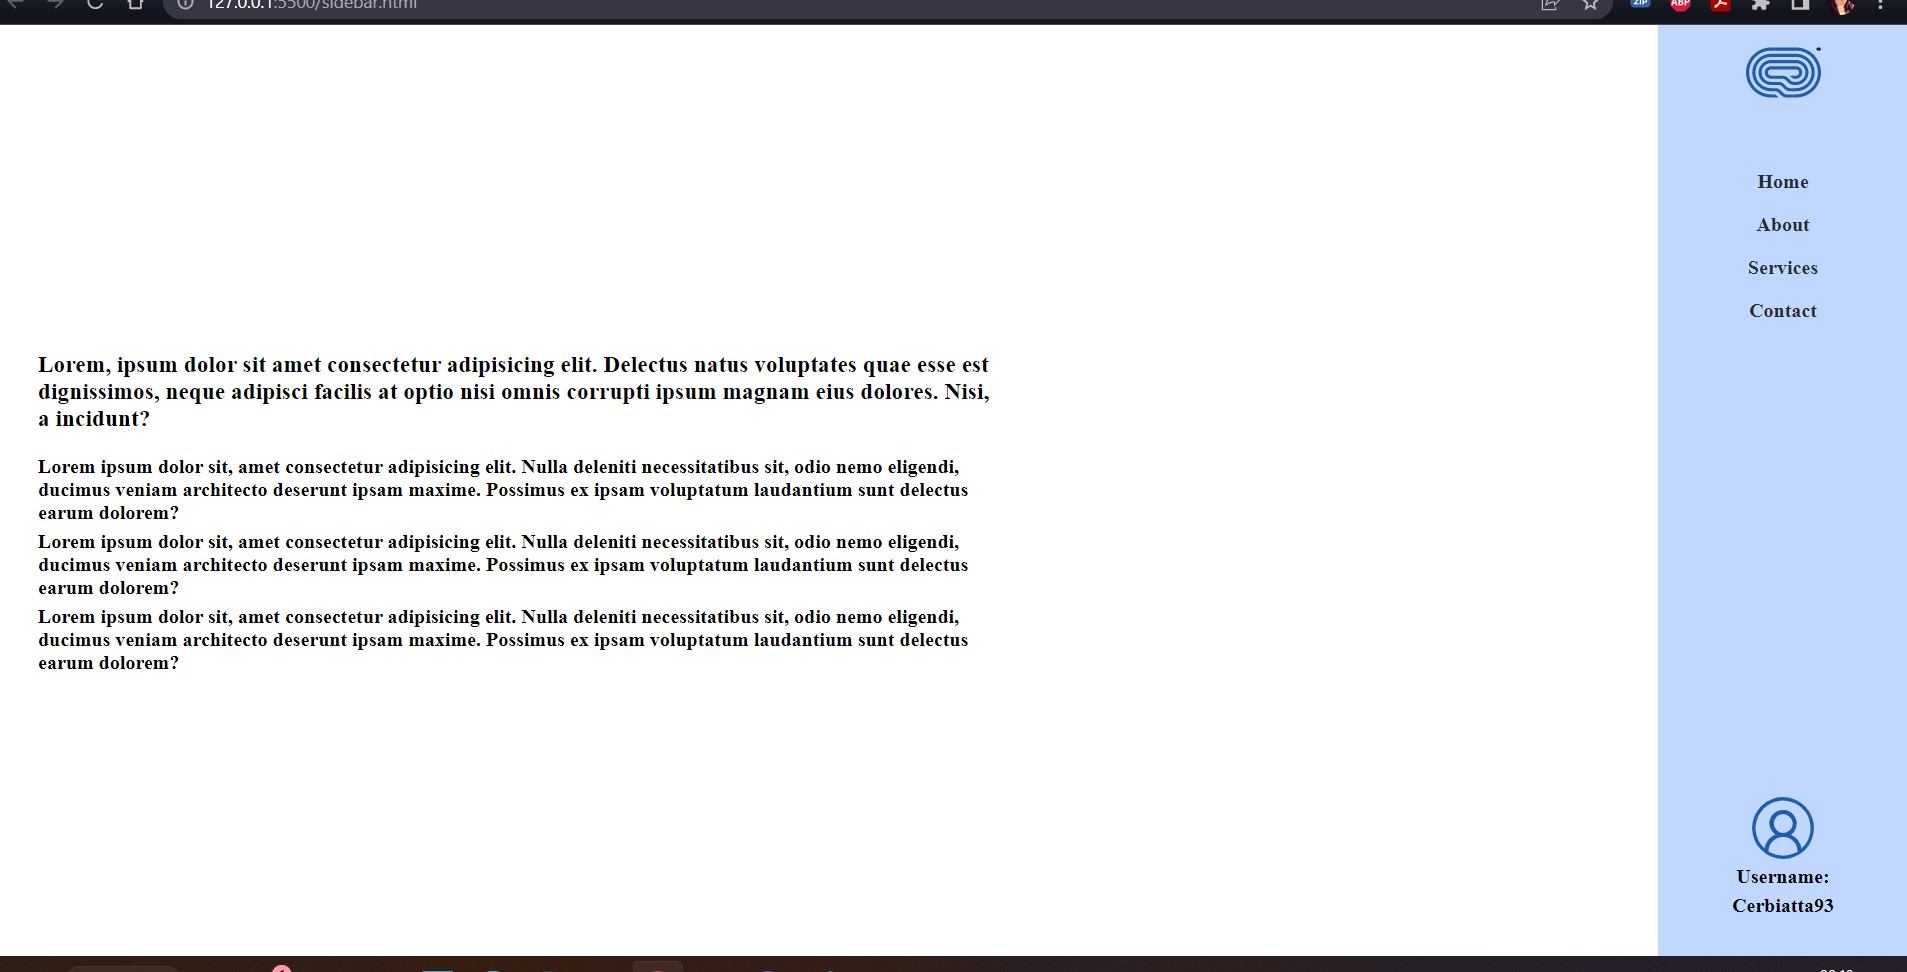 127.0.0.1:5500/sidebar.html
ZIP
ABP
Home
About
Services
Contact
Lorem, ipsum dolor sit amet consectetur adipisicing elit. Delectus natus voluptates quae esse est
dignissimos, neque adipisci facilis at optio nisi omnis corrupti ipsum magnam eius dolores. Nisi,
a incidunt?
Lorem ipsum dolor sit, amet consectetur adipisicing elit. Nulla deleniti necessitatibus sit, odio nemo eligendi,
ducimus veniam architecto deserunt ipsam maxime. Possimus ex ipsam voluptatum laudantium sunt delectus
earum dolorem?
Lorem ipsum dolor sit, amet consectetur adipisicing elit. Nulla deleniti necessitatibus sit, odio nemo eligendi,
ducimus veniam architecto deserunt ipsam maxime. Possimus ex ipsam voluptatum laudantium sunt delectus
earum dolorem?
Lorem ipsum dolor sit, amet consectetur adipisicing elit. Nulla deleniti necessitatibus sit, odio nemo eligendi,
ducimus veniam architecto deserunt ipsam maxime. Possimus ex ipsam voluptatum laudantium sunt delectus
earum dolorem?
Username:
Cerbiatta93